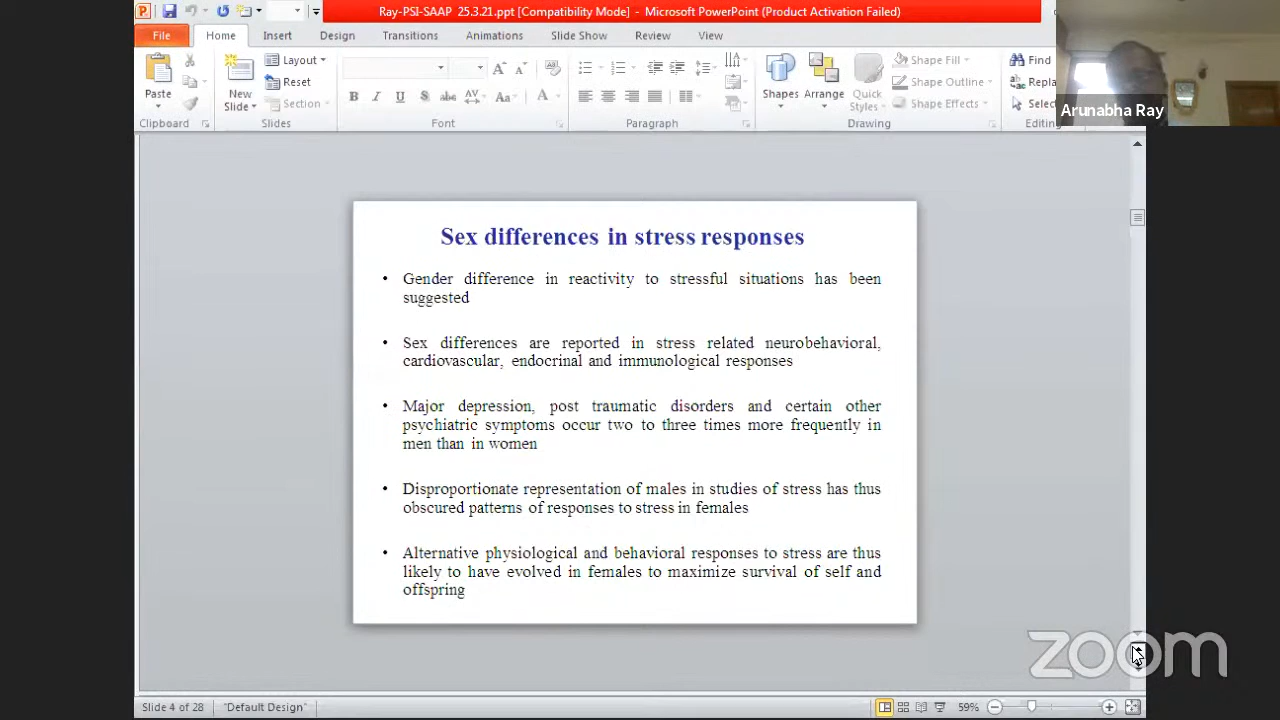 Ray-PSI-SAAP 25.3.21.ppt [Compatibility Mode] - Microsoft PowerPoint (Product Activation Failed)
File Home Insert Design Transitions Animations Slide Show Review View
Paste
Clipboard
New Slide
Layout
Reset
Section
Slides
B I U S abc AV Aa A
Font
Paragraph
Shapes Arrange Quick Styles
Shape Fill
Shape Outline
Shape Effects
Drawing
Find
Repla
Selec
Editing
Arunabha Ray
Sex differences in stress responses
• Gender difference in reactivity to stressful situations has been
suggested
• Sex differences are reported in stress related neurobehavioral,
cardiovascular, endocrinal and immunological responses
• Major depression, post traumatic disorders and certain other
psychiatric symptoms occur two to three times more frequently in
men than in women
• Disproportionate representation of males in studies of stress has thus
obscured patterns of responses to stress in females
• Alternative physiological and behavioral responses to stress are thus
likely to have evolved in females to maximize survival of self and
offspring
zoom
Slide 4 of 28 "Default Design" 59%